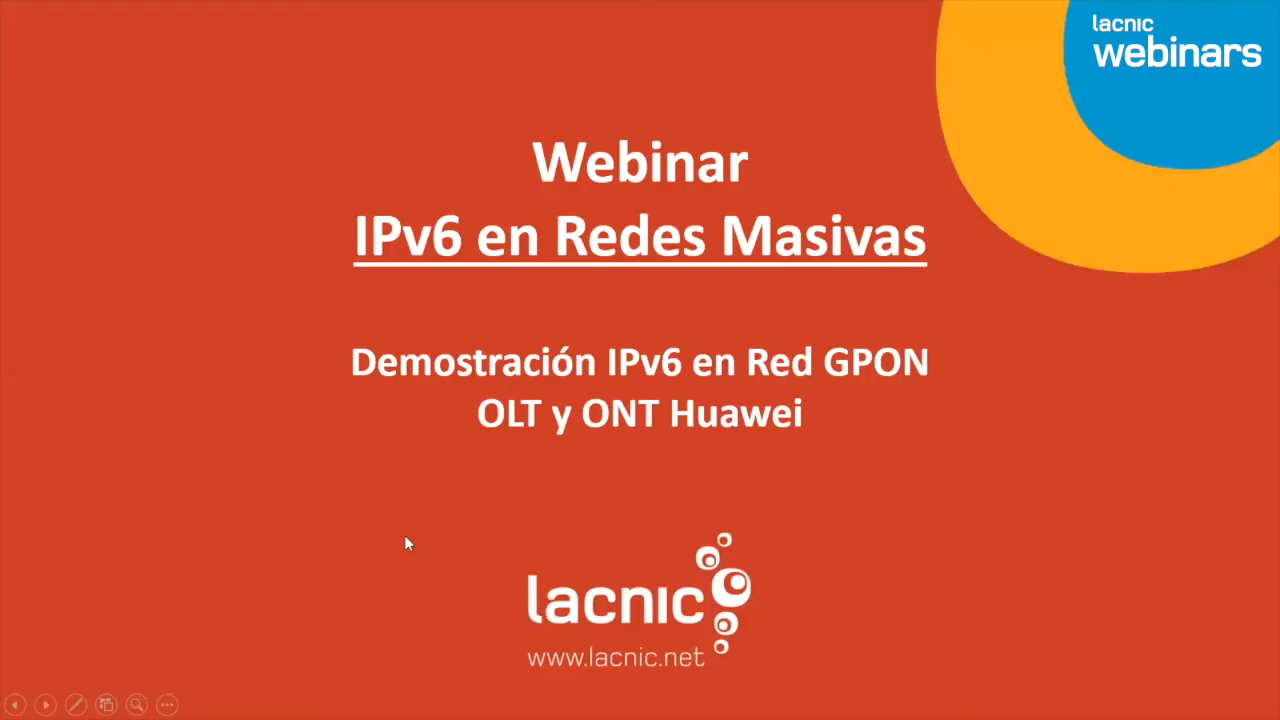 lacnic
webinars
Webinar
IPv6 en Redes Masivas
Demostración IPv6 en Red GPON
OLT y ONT Huawei
lacnic
www.lacnic.net